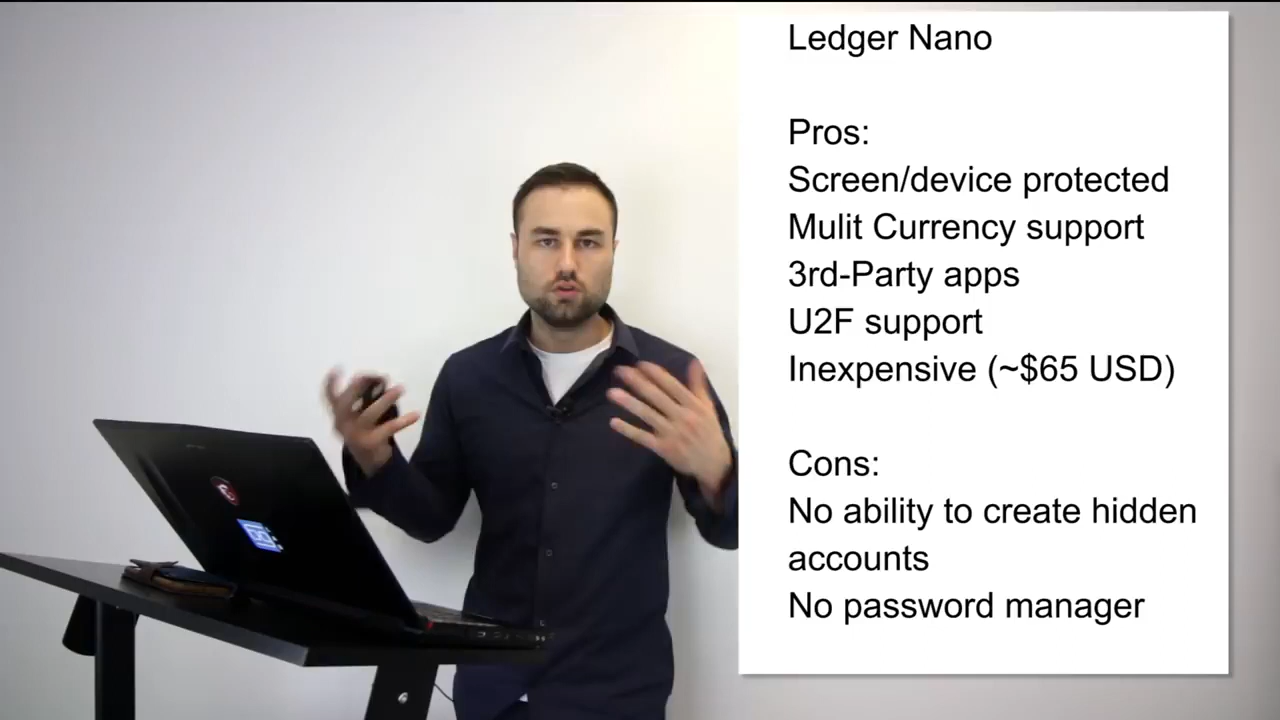 Ledger Nano
Pros:
Screen/device protected
Mulit Currency support
3rd-Party apps
U2F support
Inexpensive (~$65 USD)
Cons:
No ability to create hidden
accounts
No password manager